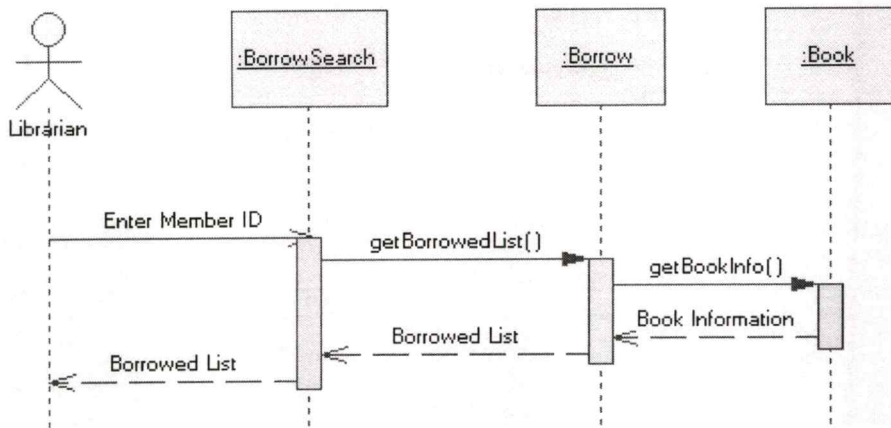 :BorrowSearch
:Borrow
:Book
Librarian
Enter Member ID
getBorrowedList()
getBookInfo()
Book Information
Borrowed List
Borrowed List